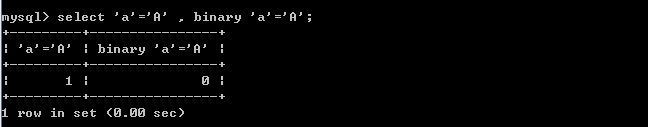 mysql> select 'a'='A' , binary 'a'='A';
+---------+----------------+
| 'a'='A' | binary 'a'='A' |
+---------+----------------+
|       1 |              0 |
+---------+----------------+
1 row in set (0.00 sec)